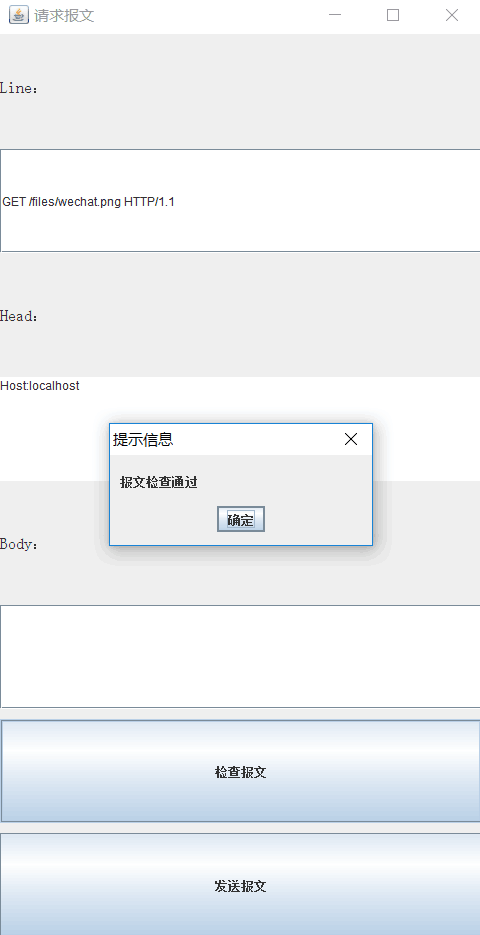 请求报文
Line:
GET /files/wechat.png HTTP/1.1
Head:
Host:localhost
提示信息
报文检查通过
确定
Body:
检查报文
发送报文